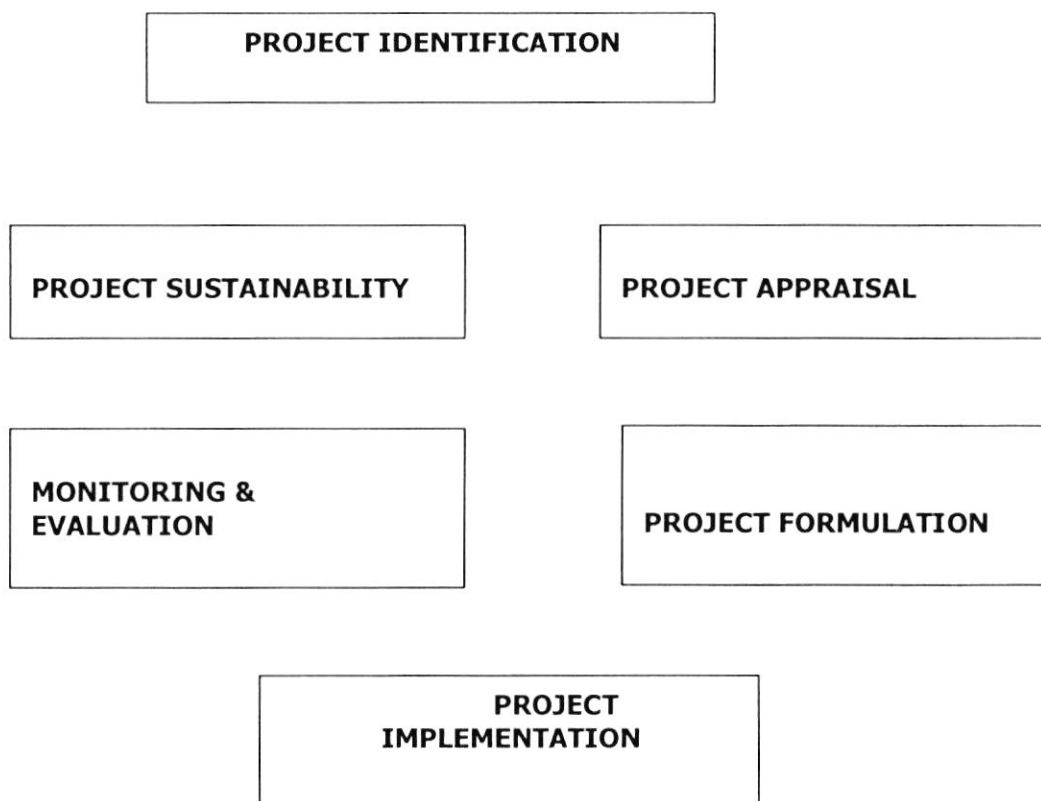 PROJECT IDENTIFICATION
PROJECT SUSTAINABILITY
PROJECT APPRAISAL
MONITORING &
EVALUATION
PROJECT FORMULATION
PROJECT
IMPLEMENTATION